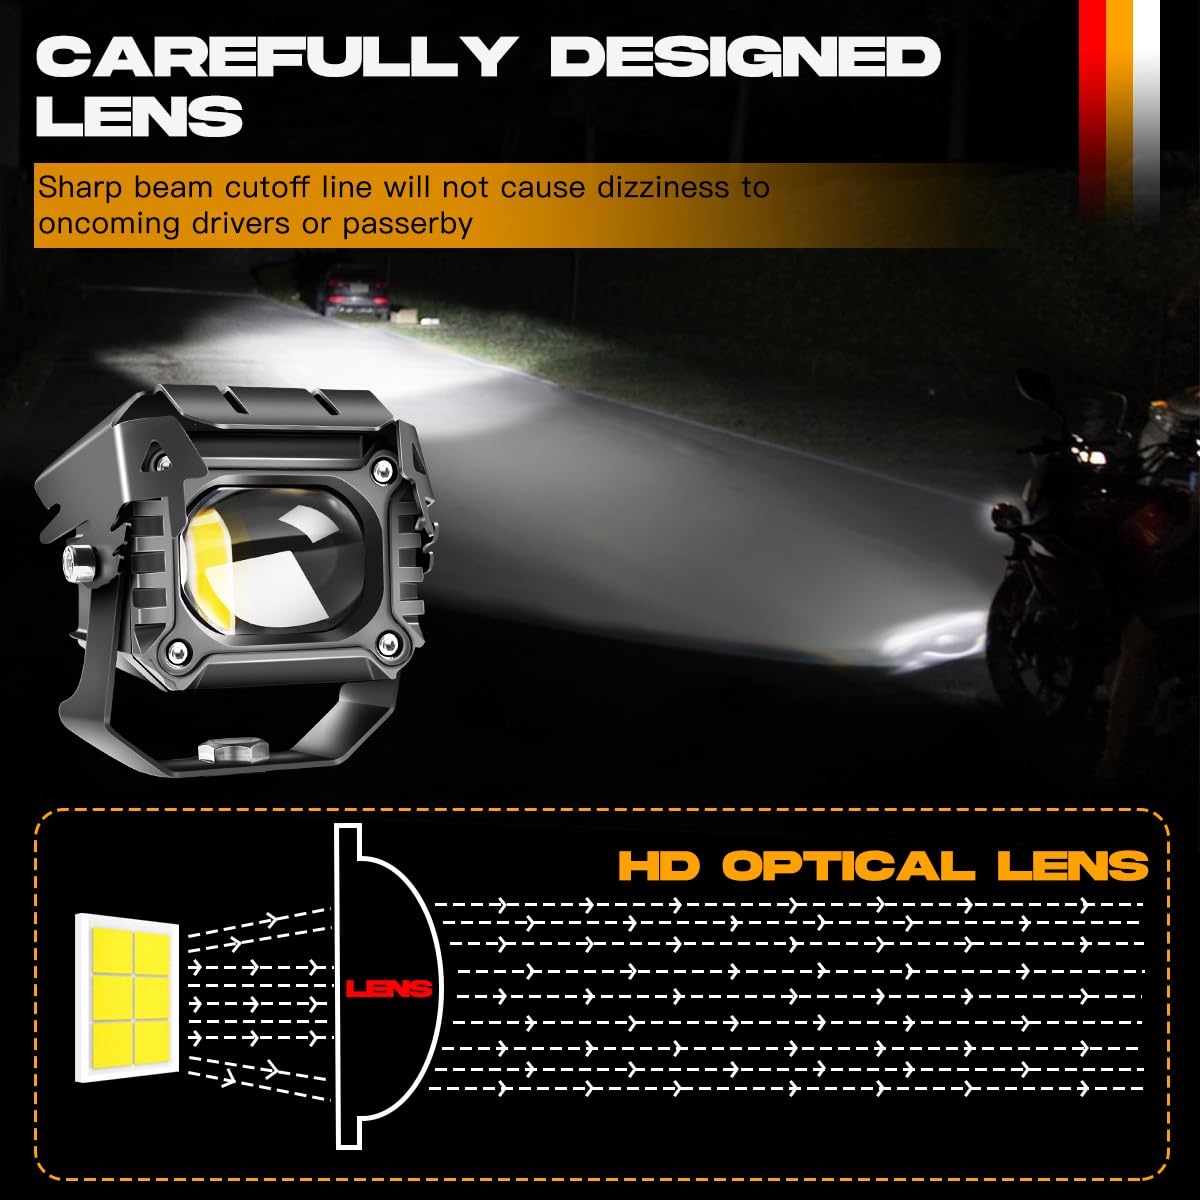 CAREFULLY DESIGNED
LENS
Sharp beam cutoff line will not cause dizziness to
oncoming drivers or passerby
HD OPTICAL LENS
LENS